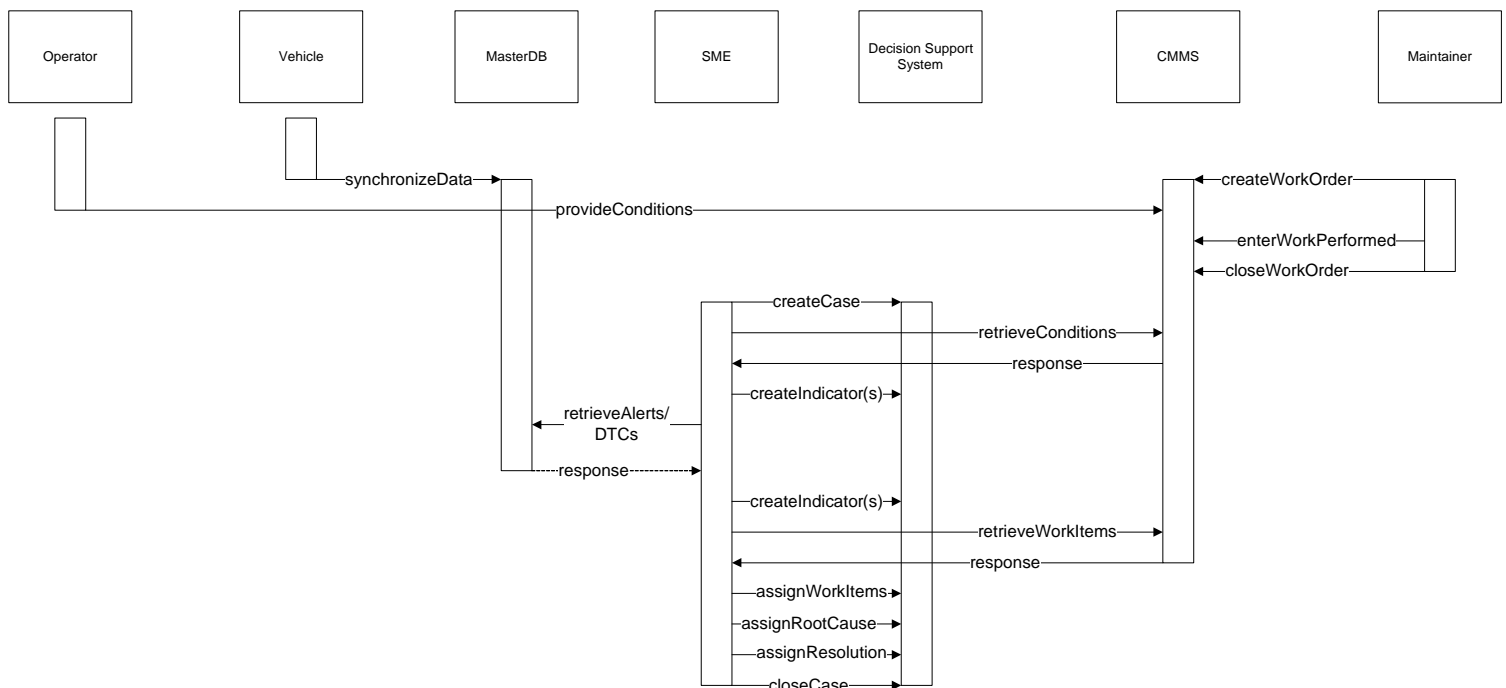 Operator
Vehicle
MasterDB
SME
Decision Support
System
CMMS
Maintainer
synchronizeData
createWorkOrder
provideConditions
enterWorkPerformed
closeWorkOrder
createCase
retrieveConditions
response
createIndicator(s)
retrieveAlerts/
DTCs
response
createIndicator(s)
retrieveWorkItems
response
assignWorkItems
assignRootCause
assignResolution
closeCase